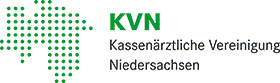 KVN
Kassenärztliche Vereinigung
Niedersachsen